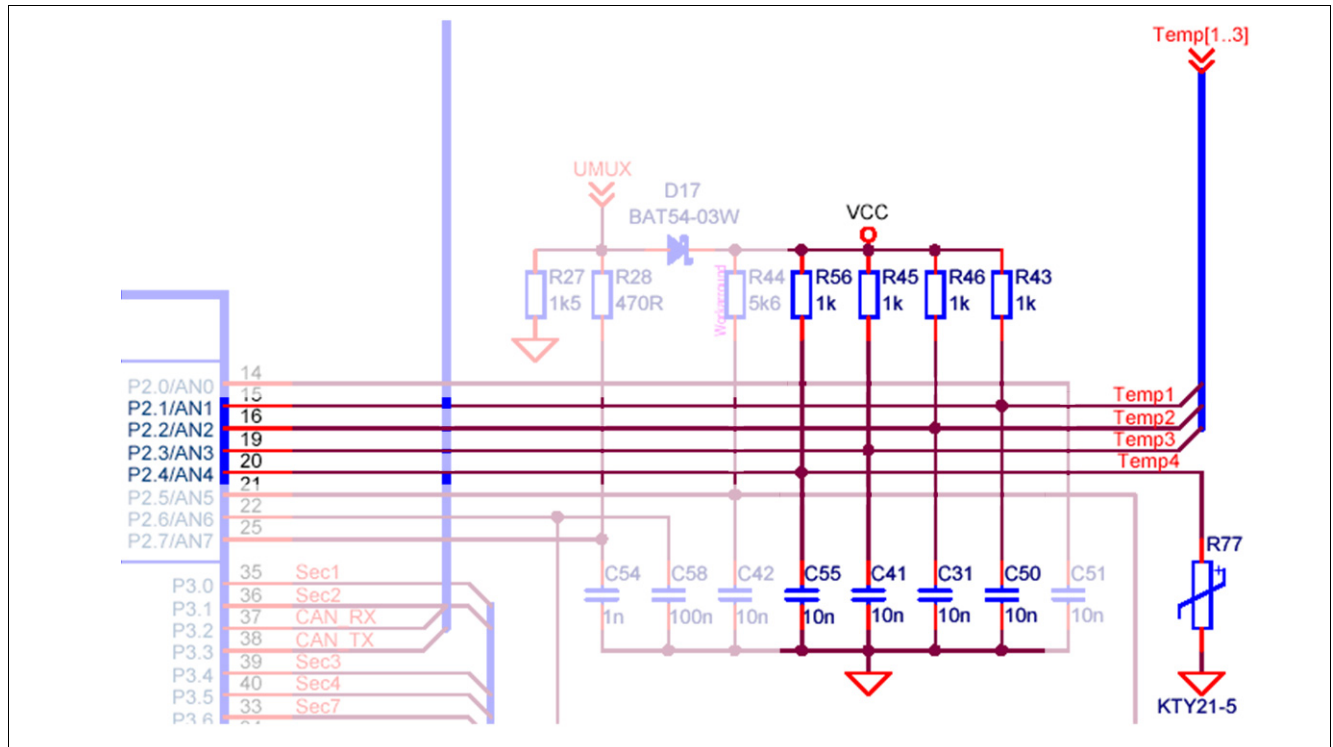 Temp[1..3]
UMUX
D17
BAT54-03W
VCC
R27
1k5
R28
470R
Workaround
R44
5k6
R56
1k
R45
1k
R46
1k
R43
1k
P2.0/AN0 14
P2.1/AN1 15
P2.2/AN2 16
P2.3/AN3 19
P2.4/AN4 20
P2.5/AN5 21
P2.6/AN6 22
P2.7/AN7 25
Temp1
Temp2
Temp3
Temp4
R77
KTY21-5
C54
1n
C58
100n
C42
10n
C55
10n
C41
10n
C31
10n
C50
10n
C51
10n
P3.0 35 Sec1
P3.1 36 Sec2
P3.2 37 CAN_RX
P3.3 38 CAN_TX
P3.4 39 Sec3
P3.5 40 Sec4
P3.6 33 Sec7